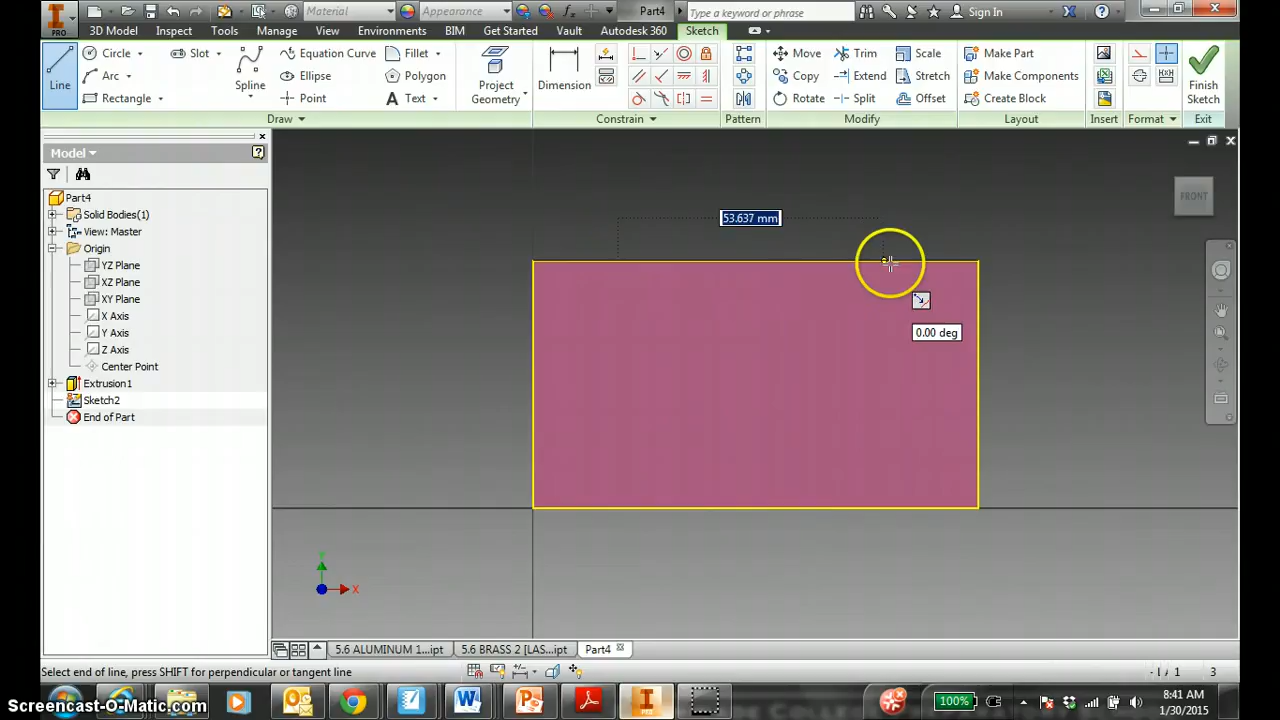 PRO
Material
Appearance
Part4
Type a keyword or phrase
Sign In
3D Model
Inspect
Tools
Manage
View
Environments
BIM
Get Started
Vault
Autodesk 360
Sketch
Line
Circle
Arc
Rectangle
Slot
Spline
Equation Curve
Ellipse
Point
Fillet
Polygon
Text
Project Geometry
Dimension
Move
Copy
Rotate
Trim
Extend
Split
Scale
Stretch
Offset
Make Part
Make Components
Create Block
Finish Sketch
Draw
Constrain
Pattern
Modify
Layout
Insert
Format
Exit
Model
Part4
Solid Bodies(1)
View: Master
Origin
YZ Plane
XZ Plane
XY Plane
X Axis
Y Axis
Z Axis
Center Point
Extrusion1
Sketch2
End of Part
53.637 mm
0.00 deg
FRONT
Y
X
5.6 ALUMINUM 1...ipt
5.6 BRASS 2 [LAS...ipt
Part4
Select end of line, press SHIFT for perpendicular or tangent line
1
3
100%
8:41 AM
1/30/2015
Screencast-O-Matic.com